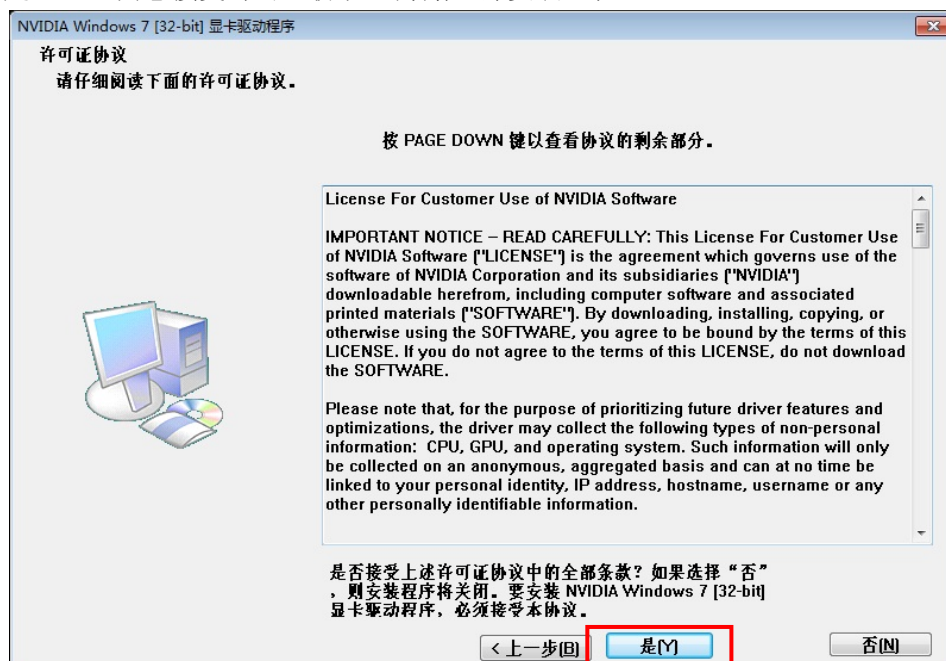 NVIDIA Windows 7 [32-bit] 显卡驱动程序
许可证协议
请仔细阅读下面的许可证协议。
按 PAGE DOWN 键以查看协议的剩余部分。
License For Customer Use of NVIDIA Software
IMPORTANT NOTICE – READ CAREFULLY: This License For Customer Use
of NVIDIA Software ("LICENSE") is the agreement which governs use of the
software of NVIDIA Corporation and its subsidiaries ("NVIDIA")
downloadable herefrom, including computer software and associated
printed materials ("SOFTWARE"). By downloading, installing, copying, or
otherwise using the SOFTWARE, you agree to be bound by the terms of this
LICENSE. If you do not agree to the terms of this LICENSE, do not download
the SOFTWARE.
Please note that, for the purpose of prioritizing future driver features and
optimizations, the driver may collect the following types of non-personal
information: CPU, GPU, and operating system. Such information will only
be collected on an anonymous, aggregated basis and can at no time be
linked to your personal identity, IP address, hostname, username or any
other personally identifiable information.
是否接受上述许可证协议中的全部条款？如果选择“否”
，则安装程序将关闭。要安装 NVIDIA Windows 7 [32-bit]
显卡驱动程序，必须接受本协议。
< 上一步(B) 是(Y) 否(N)